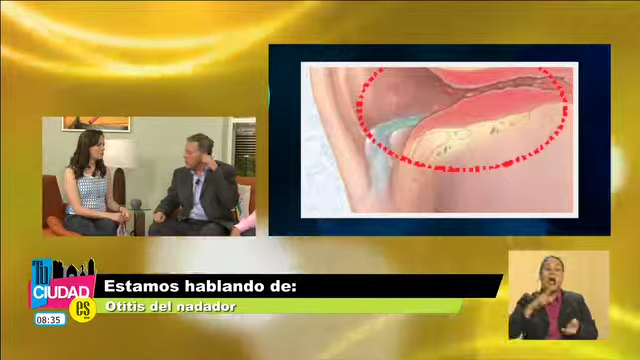 Estamos hablando de:
Otitis del nadador
TU
CIUDAD
es
08:35